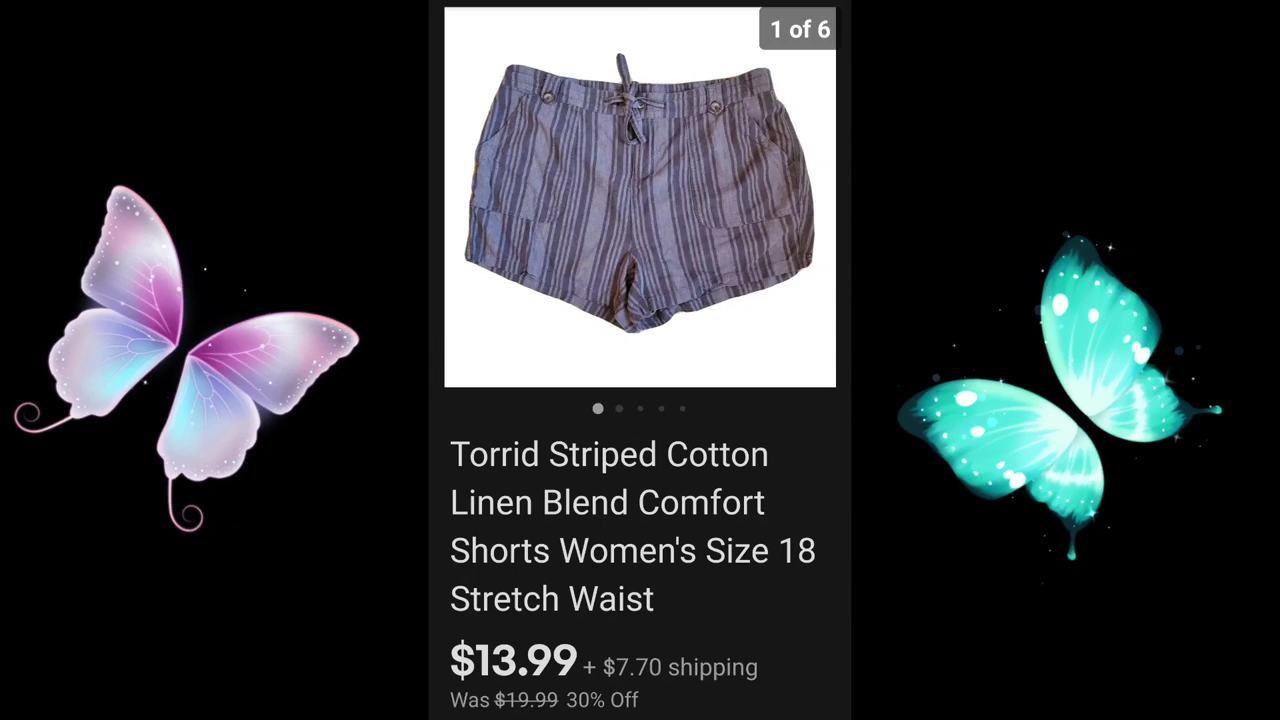 1 of 6
Torrid Striped Cotton
Linen Blend Comfort
Shorts Women's Size 18
Stretch Waist
$13.99 + $7.70 shipping
Was $19.99 30% Off